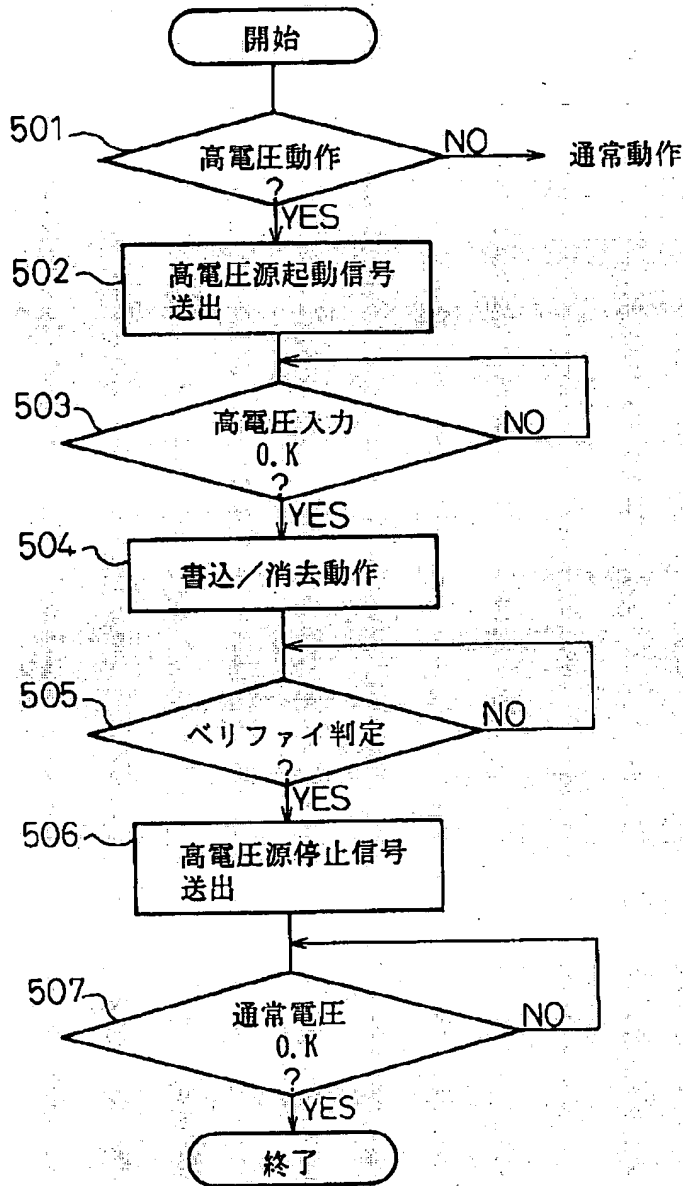 開始
501
高電圧動作
?
NO
通常動作
YES
502
高電圧源起動信号
送出
503
高電圧入力
O.K
?
NO
YES
504
書込/消去動作
505
ベリファイ判定
?
NO
YES
506
高電圧源停止信号
送出
507
通常電圧
O.K
?
NO
YES
終了